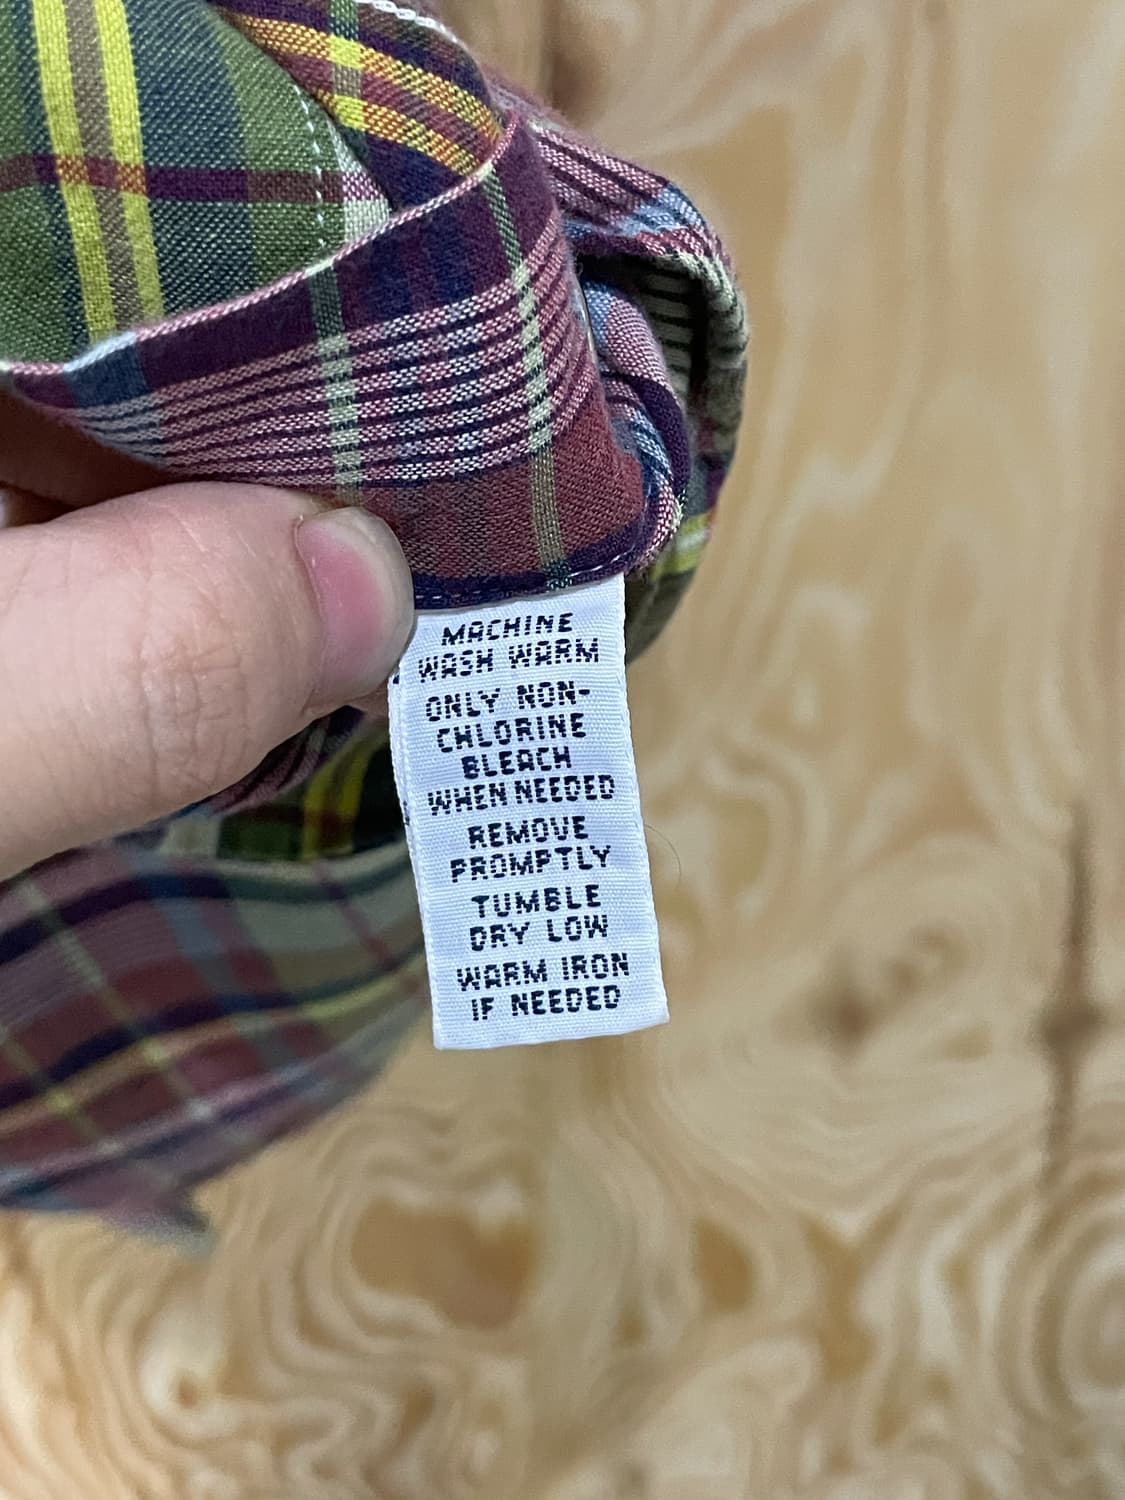 MACHINE
WASH WARM
ONLY NON-
CHLORINE
BLEACH
WHEN NEEDED
REMOVE
PROMPTLY
TUMBLE
DRY LOW
WARM IRON
IF NEEDED